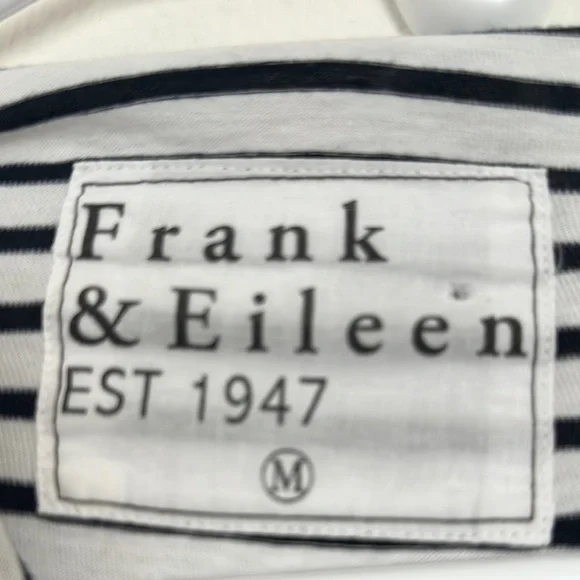 Frank
& Eileen
EST 1947
M